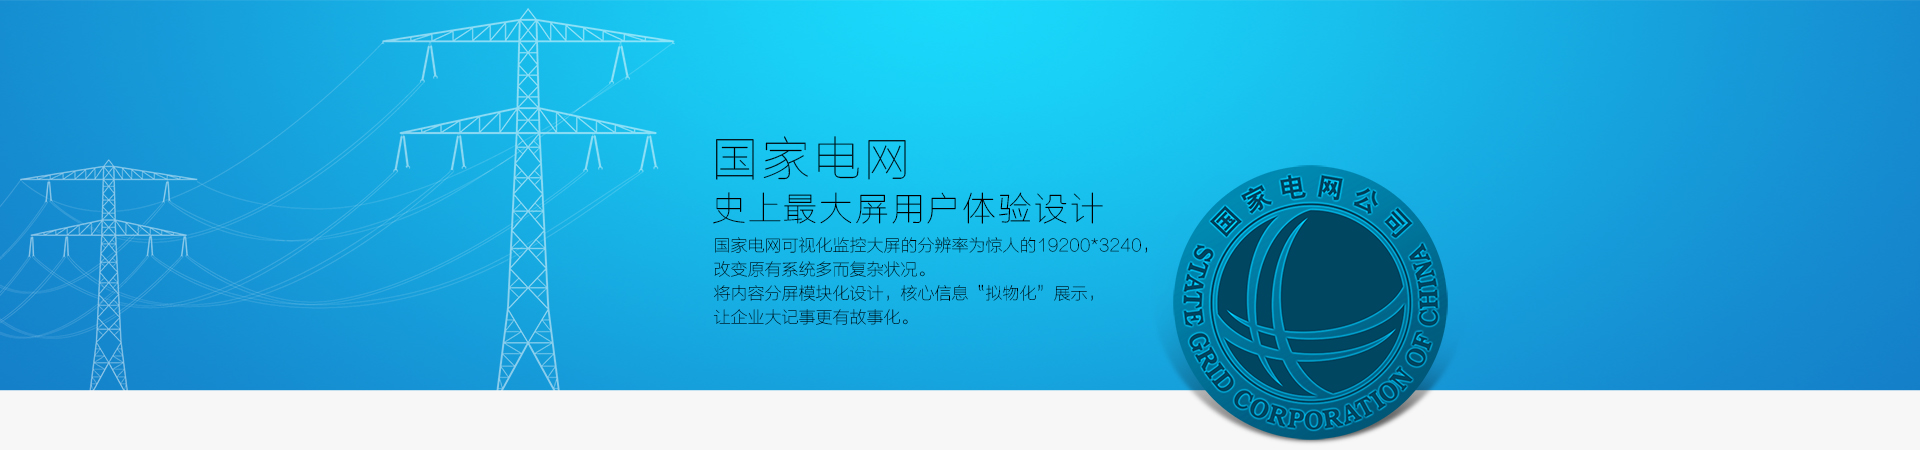 国家电网
史上最大屏用户体验设计
国家电网可视化监控大屏的分辨率为惊人的19200*3240，
改变原有系统多而复杂状况。
将内容分屏模块化设计，核心信息“拟物化”展示，
让企业大记事更有故事化。
国家电网公司
STATE GRID CORPORATION OF CHINA